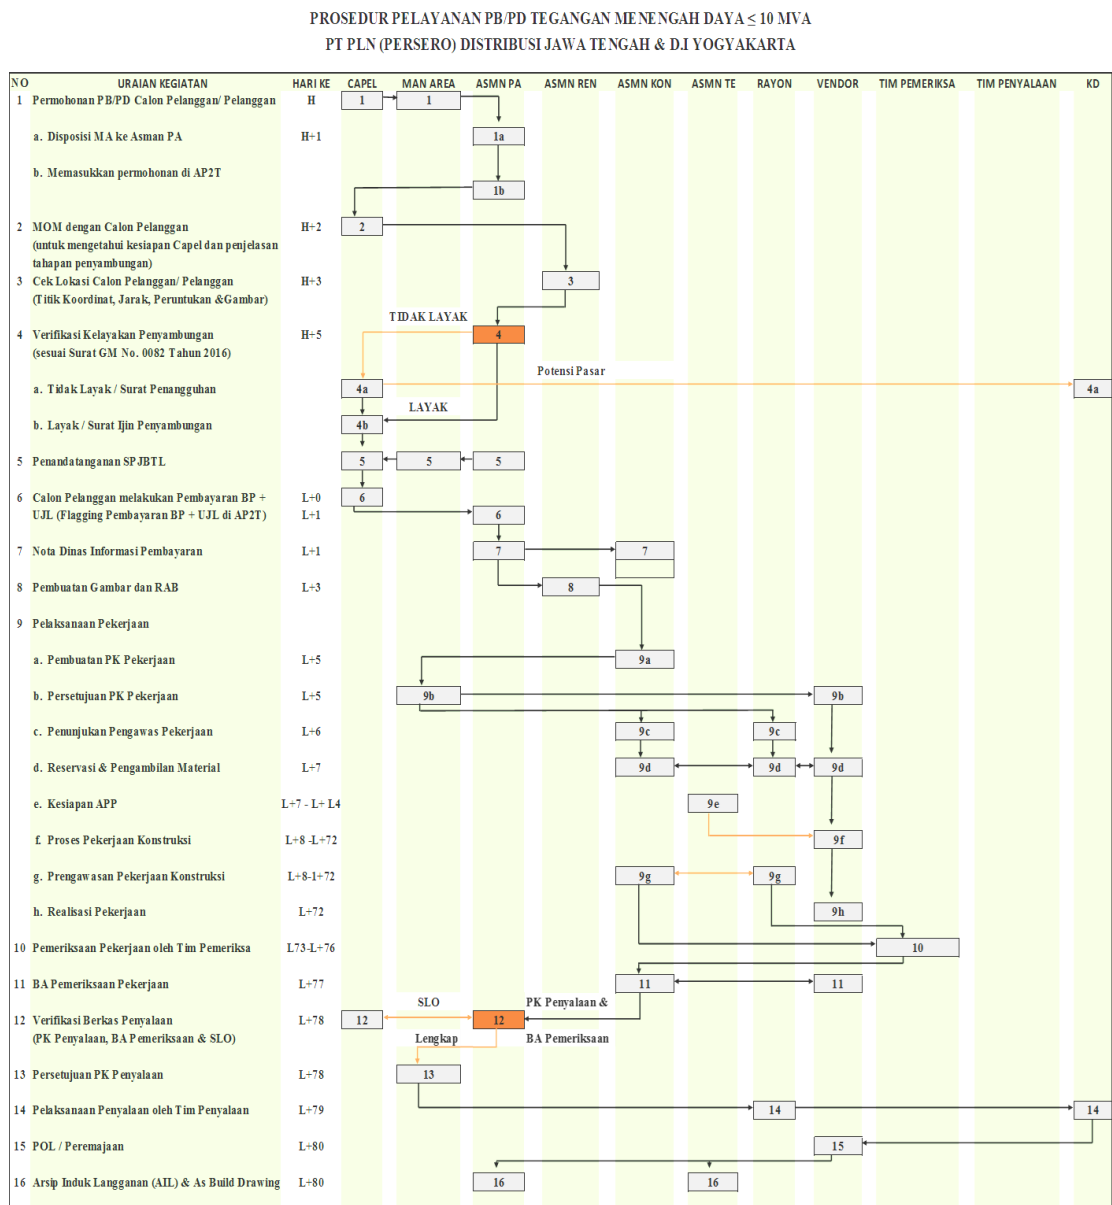 PROSEDUR PELAYANAN PB/PD TEGANGAN MENENGAH DAYA ≤ 10 MVA
PT PLN (PERSERO) DISTRIBUSI JAWA TENGAH & D.I YOGYAKARTA
NO URAIAN KEGIATAN HARI KE CAPEL MAN AREA ASMN PA ASMN REN ASMN KON ASMN TE RAYON VENDOR TIM PEMERIKSA TIM PENYALAAN KD
1 Permohonan PB/PD Calon Pelanggan/ Pelanggan H 1 1
a. Disposisi MA ke Asman PA H+1 1a
b. Memasukkan permohonan di AP2T
1b
2 MOM dengan Calon Pelanggan H+2 2
(untuk mengetahui kesiapan Capel dan penjelasan
tahapan penyambungan)
3 Cek Lokasi Calon Pelanggan/ Pelanggan H+3 3
(Titik Koordinat, Jarak, Peruntukan &Gambar)
TIDAK LAYAK
4 Verifikasi Kelayakan Penyambungan H+5 4
(sesuai Surat GM No. 0082 Tahun 2016)
Potensi Pasar
a. Tidak Layak / Surat Penangguhan 4a 4a
LAYAK
b. Layak / Surat Ijin Penyambungan 4b
5 Penandatanganan SPJBTL 5 5 5
6 Calon Pelanggan melakukan Pembayaran BP + L+0 6
UJL (Flagging Pembayaran BP + UJL di AP2T) L+1 6
7 Nota Dinas Informasi Pembayaran L+1 7 7
8 Pembuatan Gambar dan RAB L+3 8
9 Pelaksanaan Pekerjaan
a. Pembuatan PK Pekerjaan L+5 9a
b. Persetujuan PK Pekerjaan L+5 9b 9b
c. Penunjukan Pengawas Pekerjaan L+6 9c 9c
d. Reservasi & Pengambilan Material L+7 9d 9d 9d
e. Kesiapan APP L+7 - L+ L4 9e
f. Proses Pekerjaan Konstruksi L+8 -L+72 9f
g. Prengawasan Pekerjaan Konstruksi L+8-1+72 9g 9g
h. Realisasi Pekerjaan L+72 9h
10 Pemeriksaan Pekerjaan oleh Tim Pemeriksa L73-L+76 10
11 BA Pemeriksaan Pekerjaan L+77 11 11
SLO PK Penyalaan &
12 Verifikasi Berkas Penyalaan L+78 12 12
(PK Penyalaan, BA Pemeriksaan & SLO) Lengkap BA Pemeriksaan
13 Persetujuan PK Penyalaan L+78 13
14 Pelaksanaan Penyalaan oleh Tim Penyalaan L+79 14 14
15 POL / Peremajaan L+80 15
16 Arsip Induk Langganan (AIL) & As Build Drawing L+80 16 16